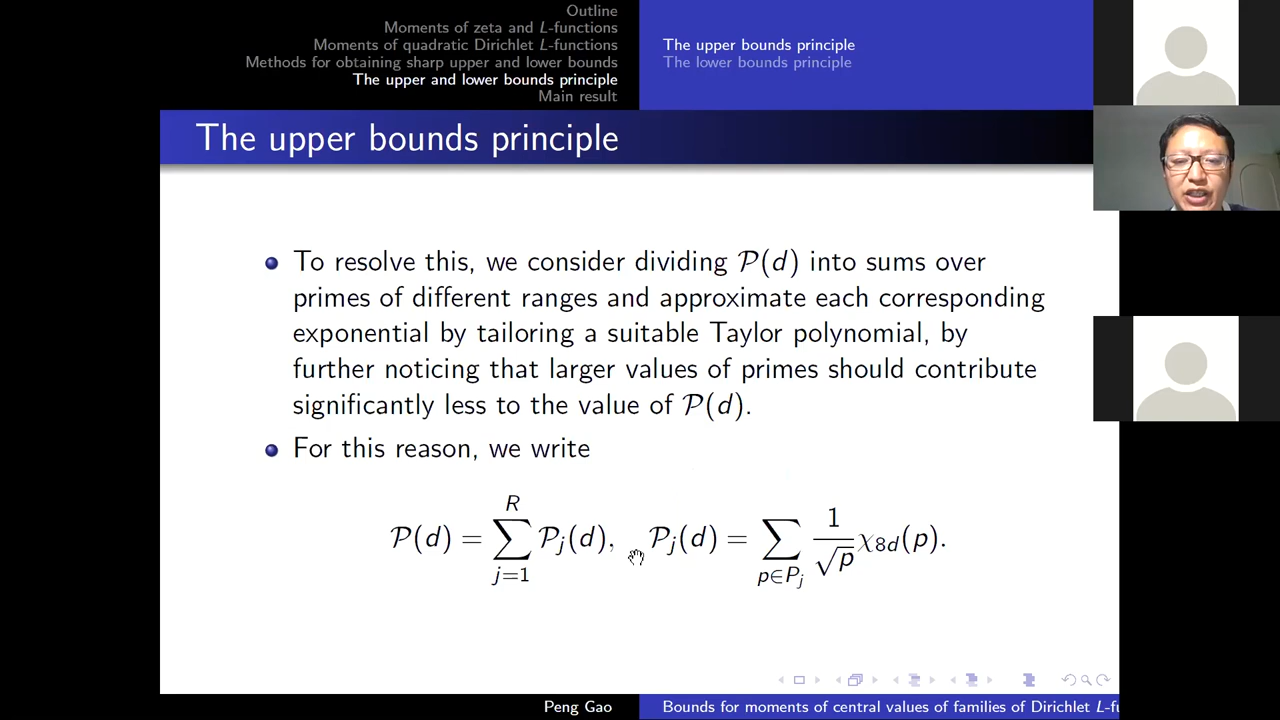 Outline
Moments of zeta and L-functions
Moments of quadratic Dirichlet L-functions
Methods for obtaining sharp upper and lower bounds
The upper and lower bounds principle
Main result
The upper bounds principle
The lower bounds principle
The upper bounds principle
To resolve this, we consider dividing 𝒫(d) into sums over
primes of different ranges and approximate each corresponding
exponential by tailoring a suitable Taylor polynomial, by
further noticing that larger values of primes should contribute
significantly less to the value of 𝒫(d).
For this reason, we write
𝒫(d) = ∑_{j=1}^{R} 𝒫_j(d), 𝒫_j(d) = ∑_{p∈P_j} 1/√p χ_{8d}(p).
Peng Gao
Bounds for moments of central values of families of Dirichlet L-fu